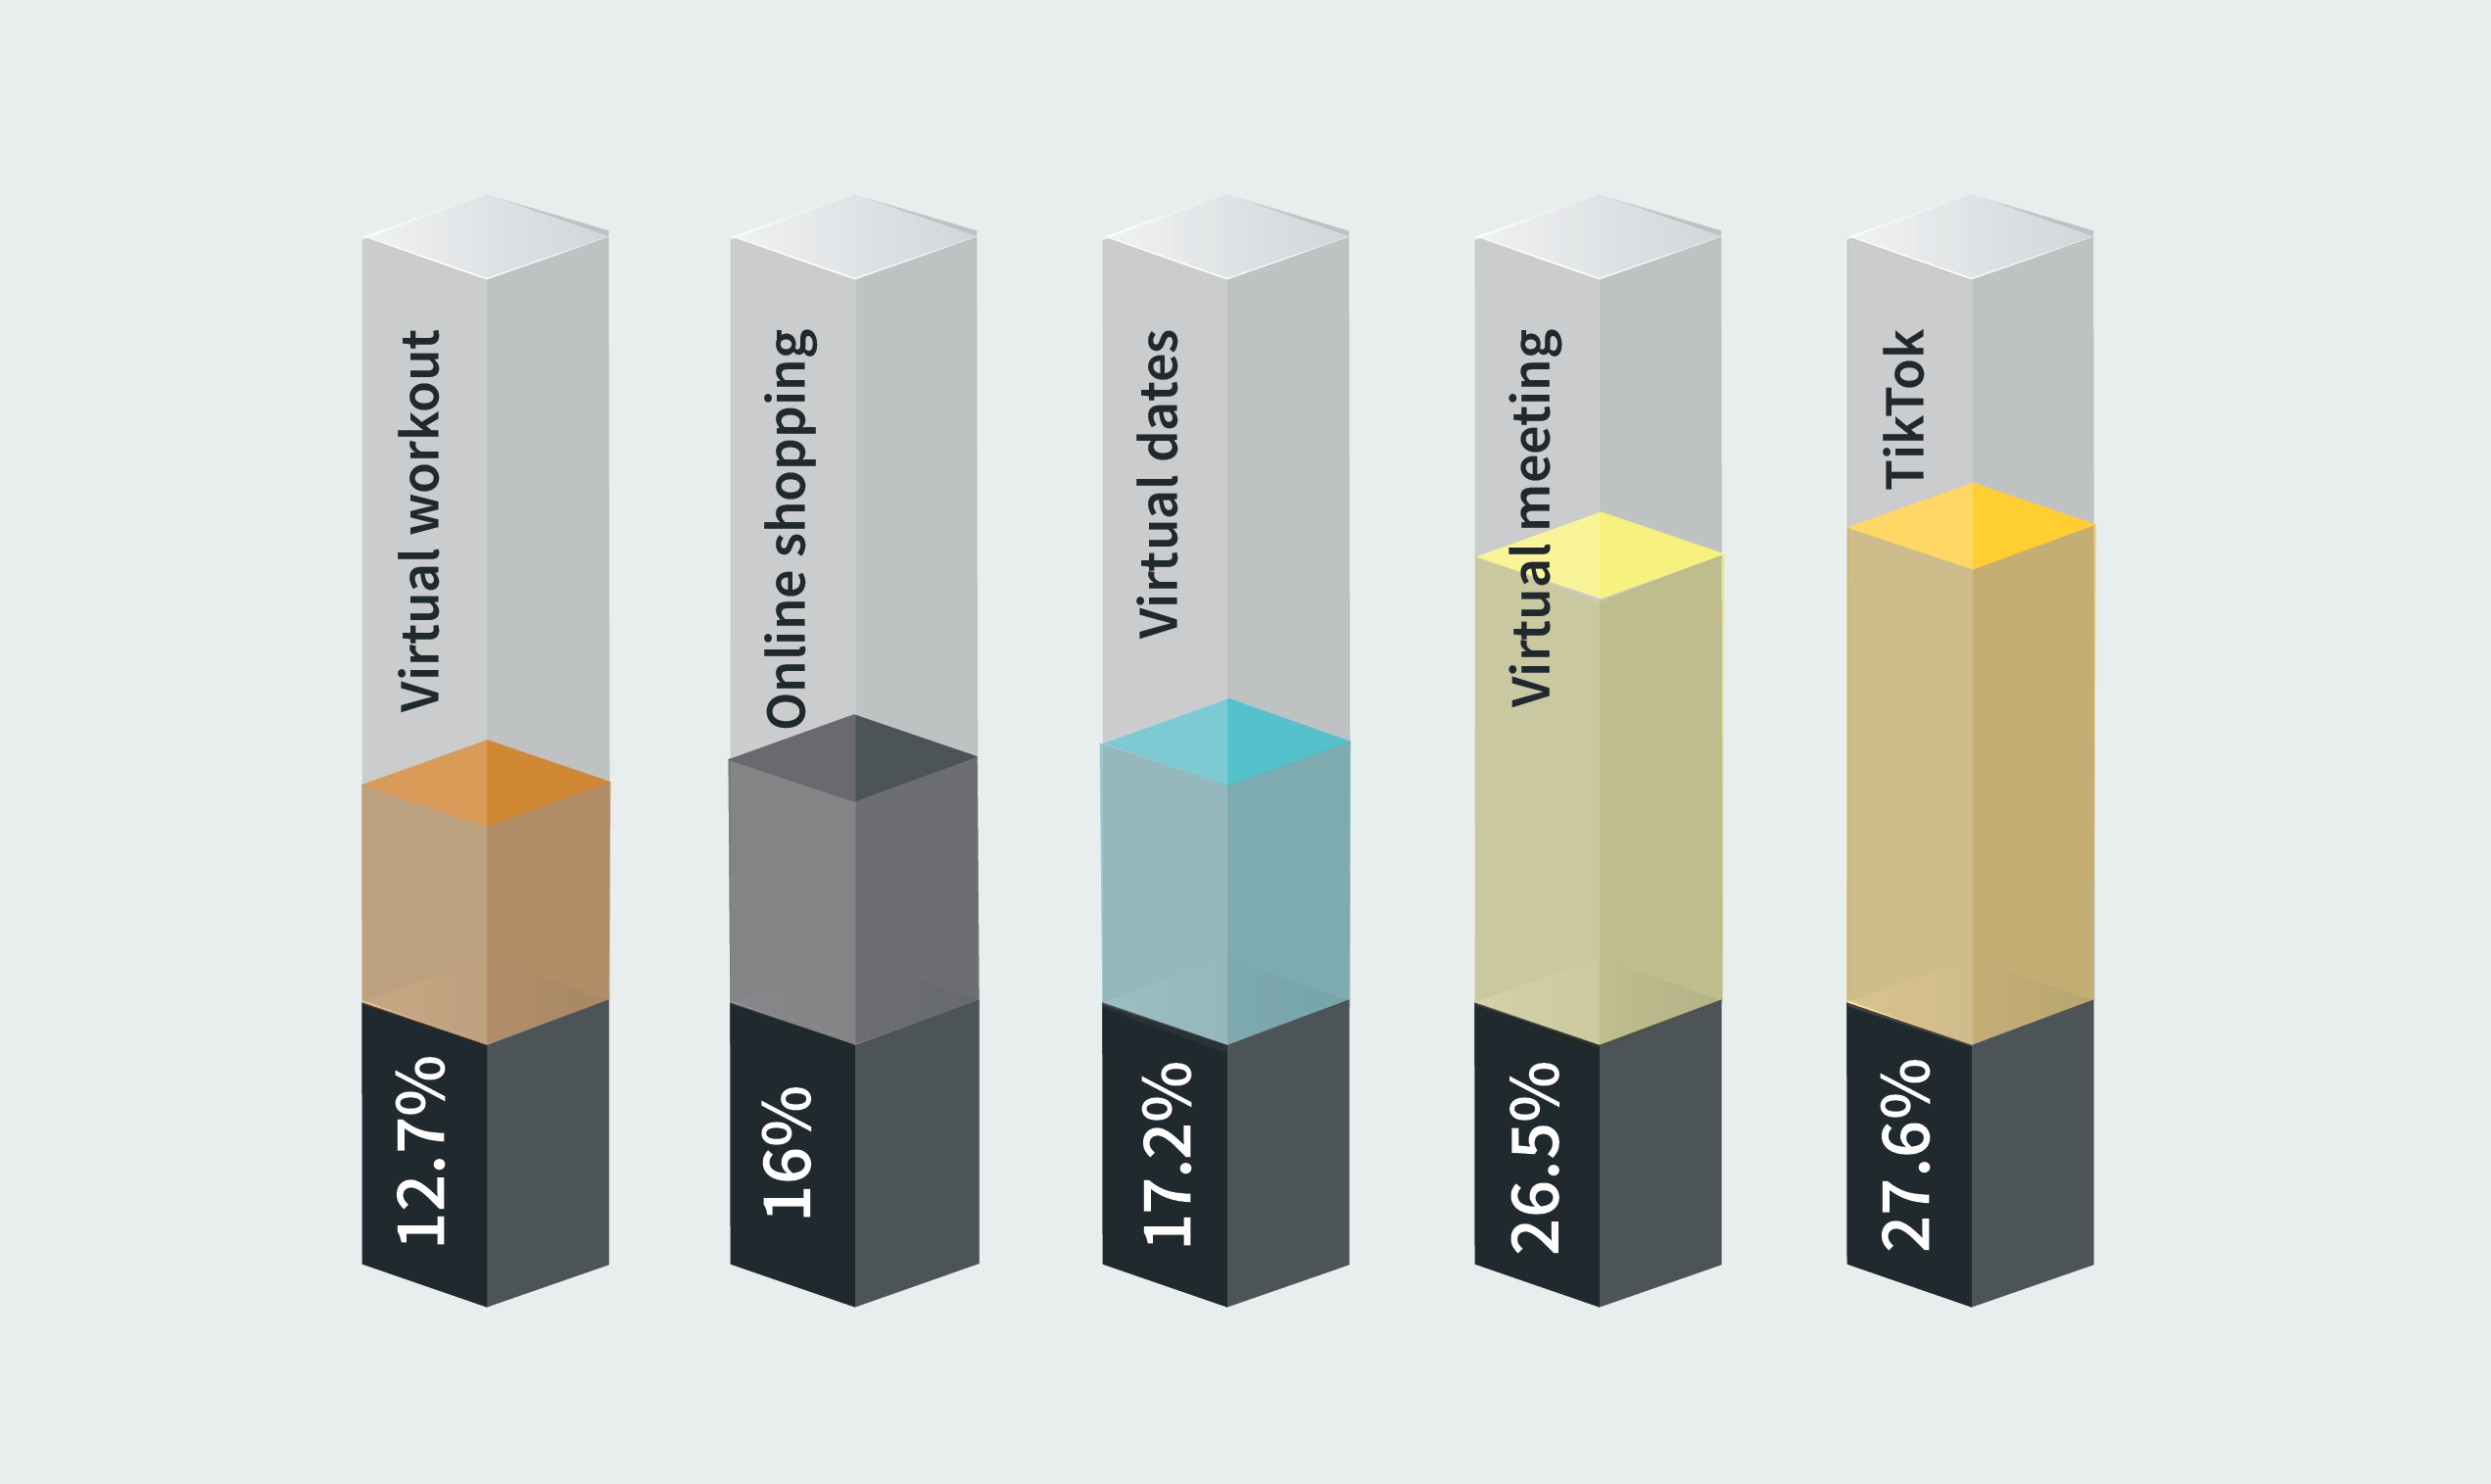 Virtual workout
12.7%
Online shopping
16%
Virtual dates
17.2%
Virtual meeting
26.5%
TikTok
27.6%